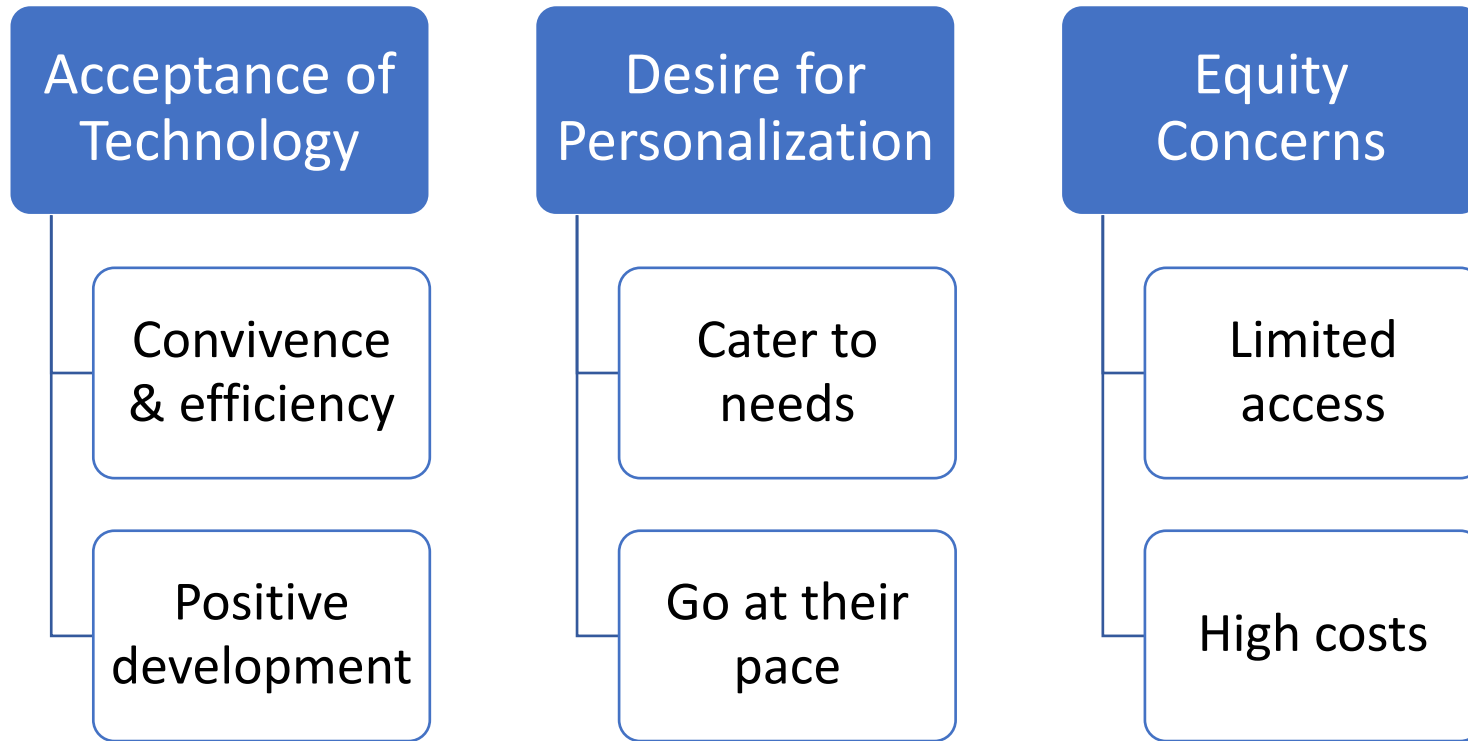 Acceptance of
Technology
Convivence
& efficiency
Positive
development
Desire for
Personalization
Cater to
needs
Go at their
pace
Equity
Concerns
Limited
access
High costs